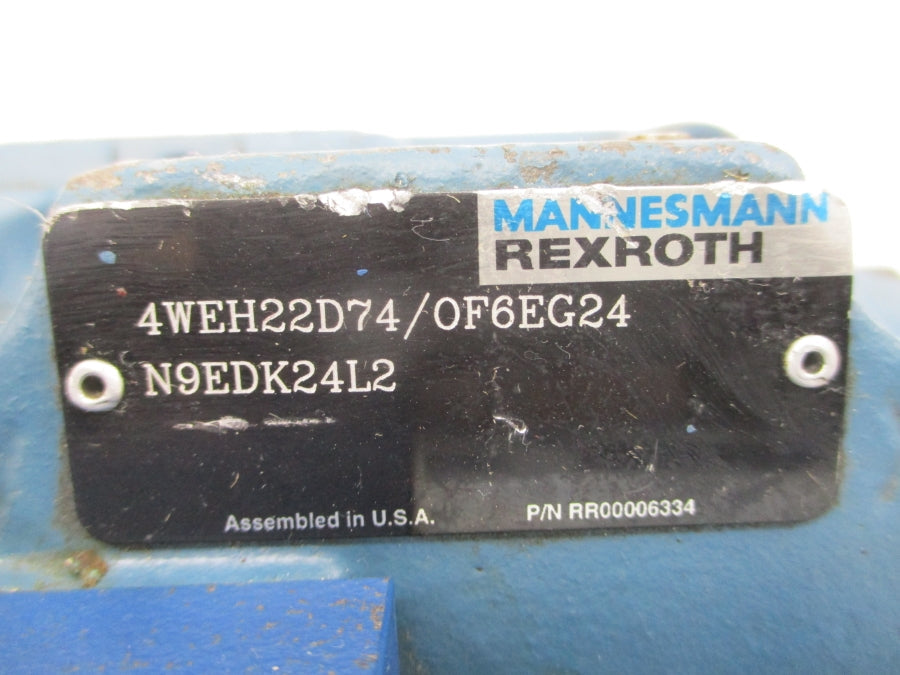 MANNESMANN
REXROTH
4WEH22D74/OF6EG24
N9EDK24L2
Assembled in U.S.A.
P/N RR00006334